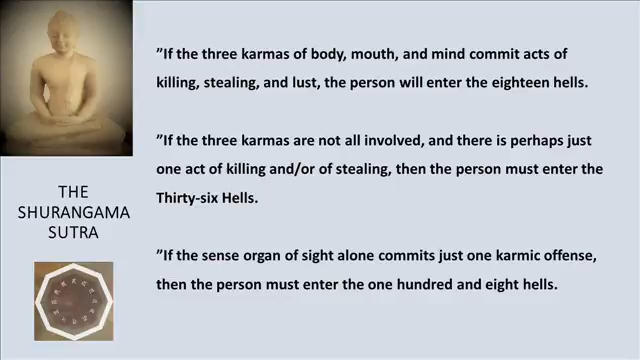 ”If the three karmas of body, mouth, and mind commit acts of
killing, stealing, and lust, the person will enter the eighteen hells.
”If the three karmas are not all involved, and there is perhaps just
one act of killing and/or of stealing, then the person must enter the
Thirty-six Hells.
”If the sense organ of sight alone commits just one karmic offense,
then the person must enter the one hundred and eight hells.
THE
SHURANGAMA
SUTRA